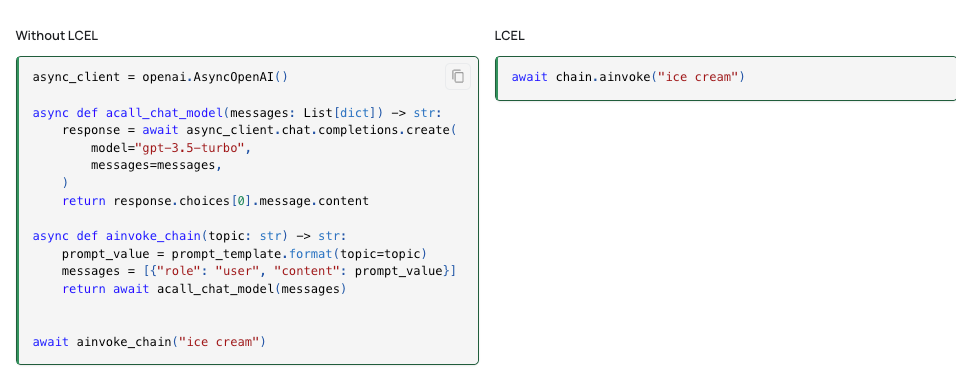 Without LCEL
async_client = openai.AsyncOpenAI()
async def acall_chat_model(messages: List[dict]) -> str:
    response = await async_client.chat.completions.create(
        model="gpt-3.5-turbo",
        messages=messages,
    )
    return response.choices[0].message.content
async def ainvoke_chain(topic: str) -> str:
    prompt_value = prompt_template.format(topic=topic)
    messages = [{"role": "user", "content": prompt_value}]
    return await acall_chat_model(messages)
await ainvoke_chain("ice cream")
LCEL
await chain.ainvoke("ice cream")